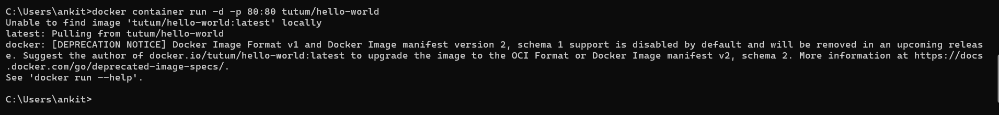 C:\Users\ankit>docker container run -d -p 80:80 tutum/hello-world
Unable to find image 'tutum/hello-world:latest' locally
latest: Pulling from tutum/hello-world
docker: [DEPRECATION NOTICE] Docker Image Format v1 and Docker Image manifest version 2, schema 1 support is disabled by default and will be removed in an upcoming releas
e. Suggest the author of docker.io/tutum/hello-world:latest to upgrade the image to the OCI Format or Docker Image manifest v2, schema 2. More information at https://docs
.docker.com/go/deprecated-image-specs/.
See 'docker run --help'.
C:\Users\ankit>